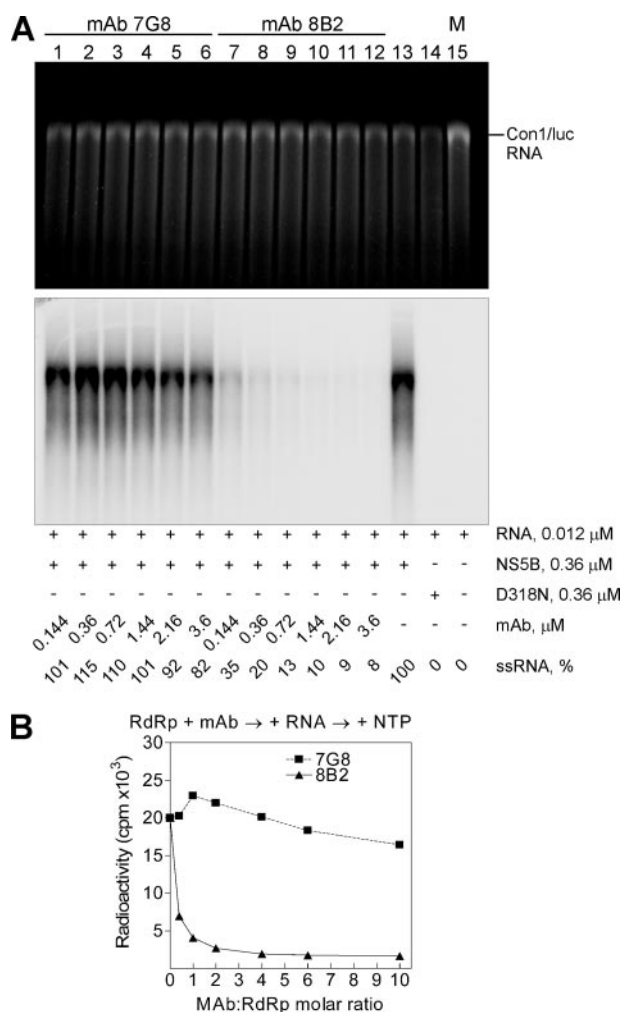 A
mAb 7G8 mAb 8B2 M
1 2 3 4 5 6 7 8 9 10 11 12 13 14 15
Con1/luc
RNA
+ + + + + + + + + + + + + + + RNA, 0.012 μM
+ + + + + + + + + + + + + - - NS5B, 0.36 μM
- - - - - - - - - - - - - + - D318N, 0.36 μM
0.144 0.36 0.72 1.44 2.16 3.6 0.144 0.36 0.72 1.44 2.16 3.6 - - - mAb, μM
101 115 110 101 92 82 35 20 13 10 9 8 100 0 0 ssRNA, %
B
RdRp + mAb → + RNA → + NTP
Radioactivity (cpm x10³)
30
25
20
15
10
5
7G8
8B2
0 1 2 3 4 5 6 7 8 9 10
MAb:RdRp molar ratio